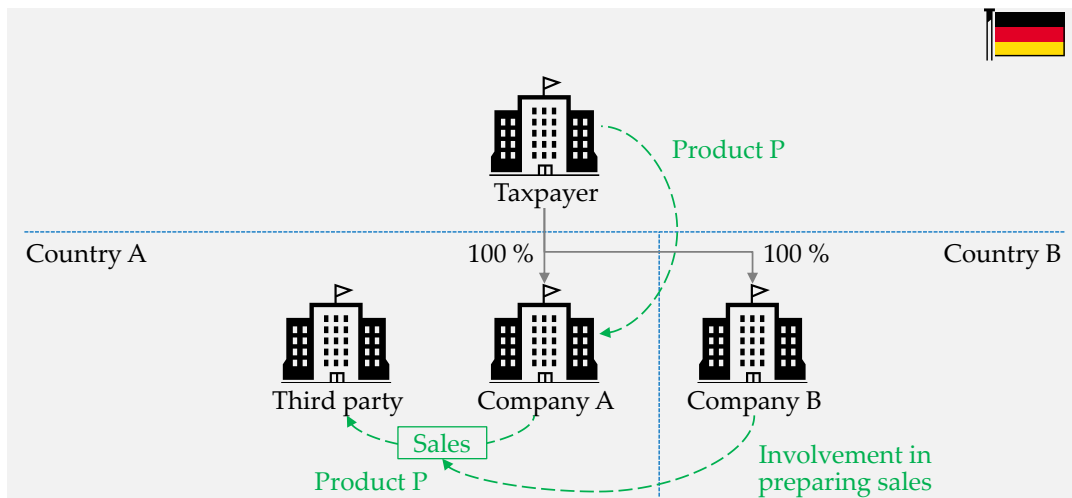 Product P
Taxpayer
Country A
100 %
100 %
Country B
Third party
Company A
Company B
Sales
Product P
Involvement in
preparing sales